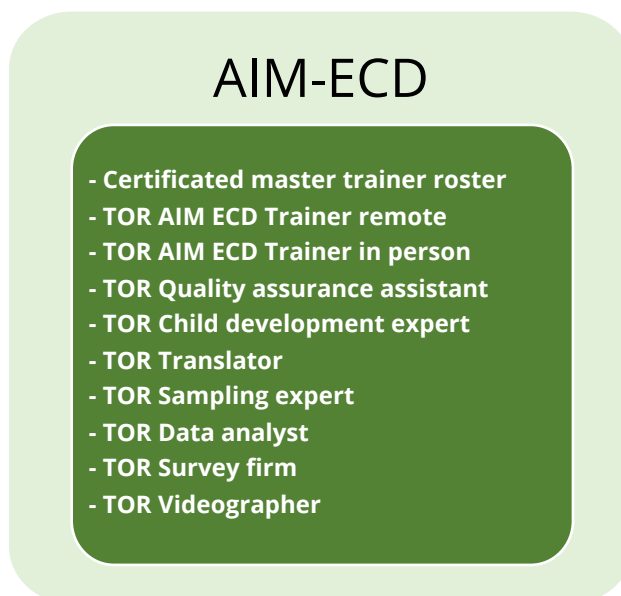 AIM-ECD
- Certificated master trainer roster
- TOR AIM ECD Trainer remote
- TOR AIM ECD Trainer in person
- TOR Quality assurance assistant
- TOR Child development expert
- TOR Translator
- TOR Sampling expert
- TOR Data analyst
- TOR Survey firm
- TOR Videographer